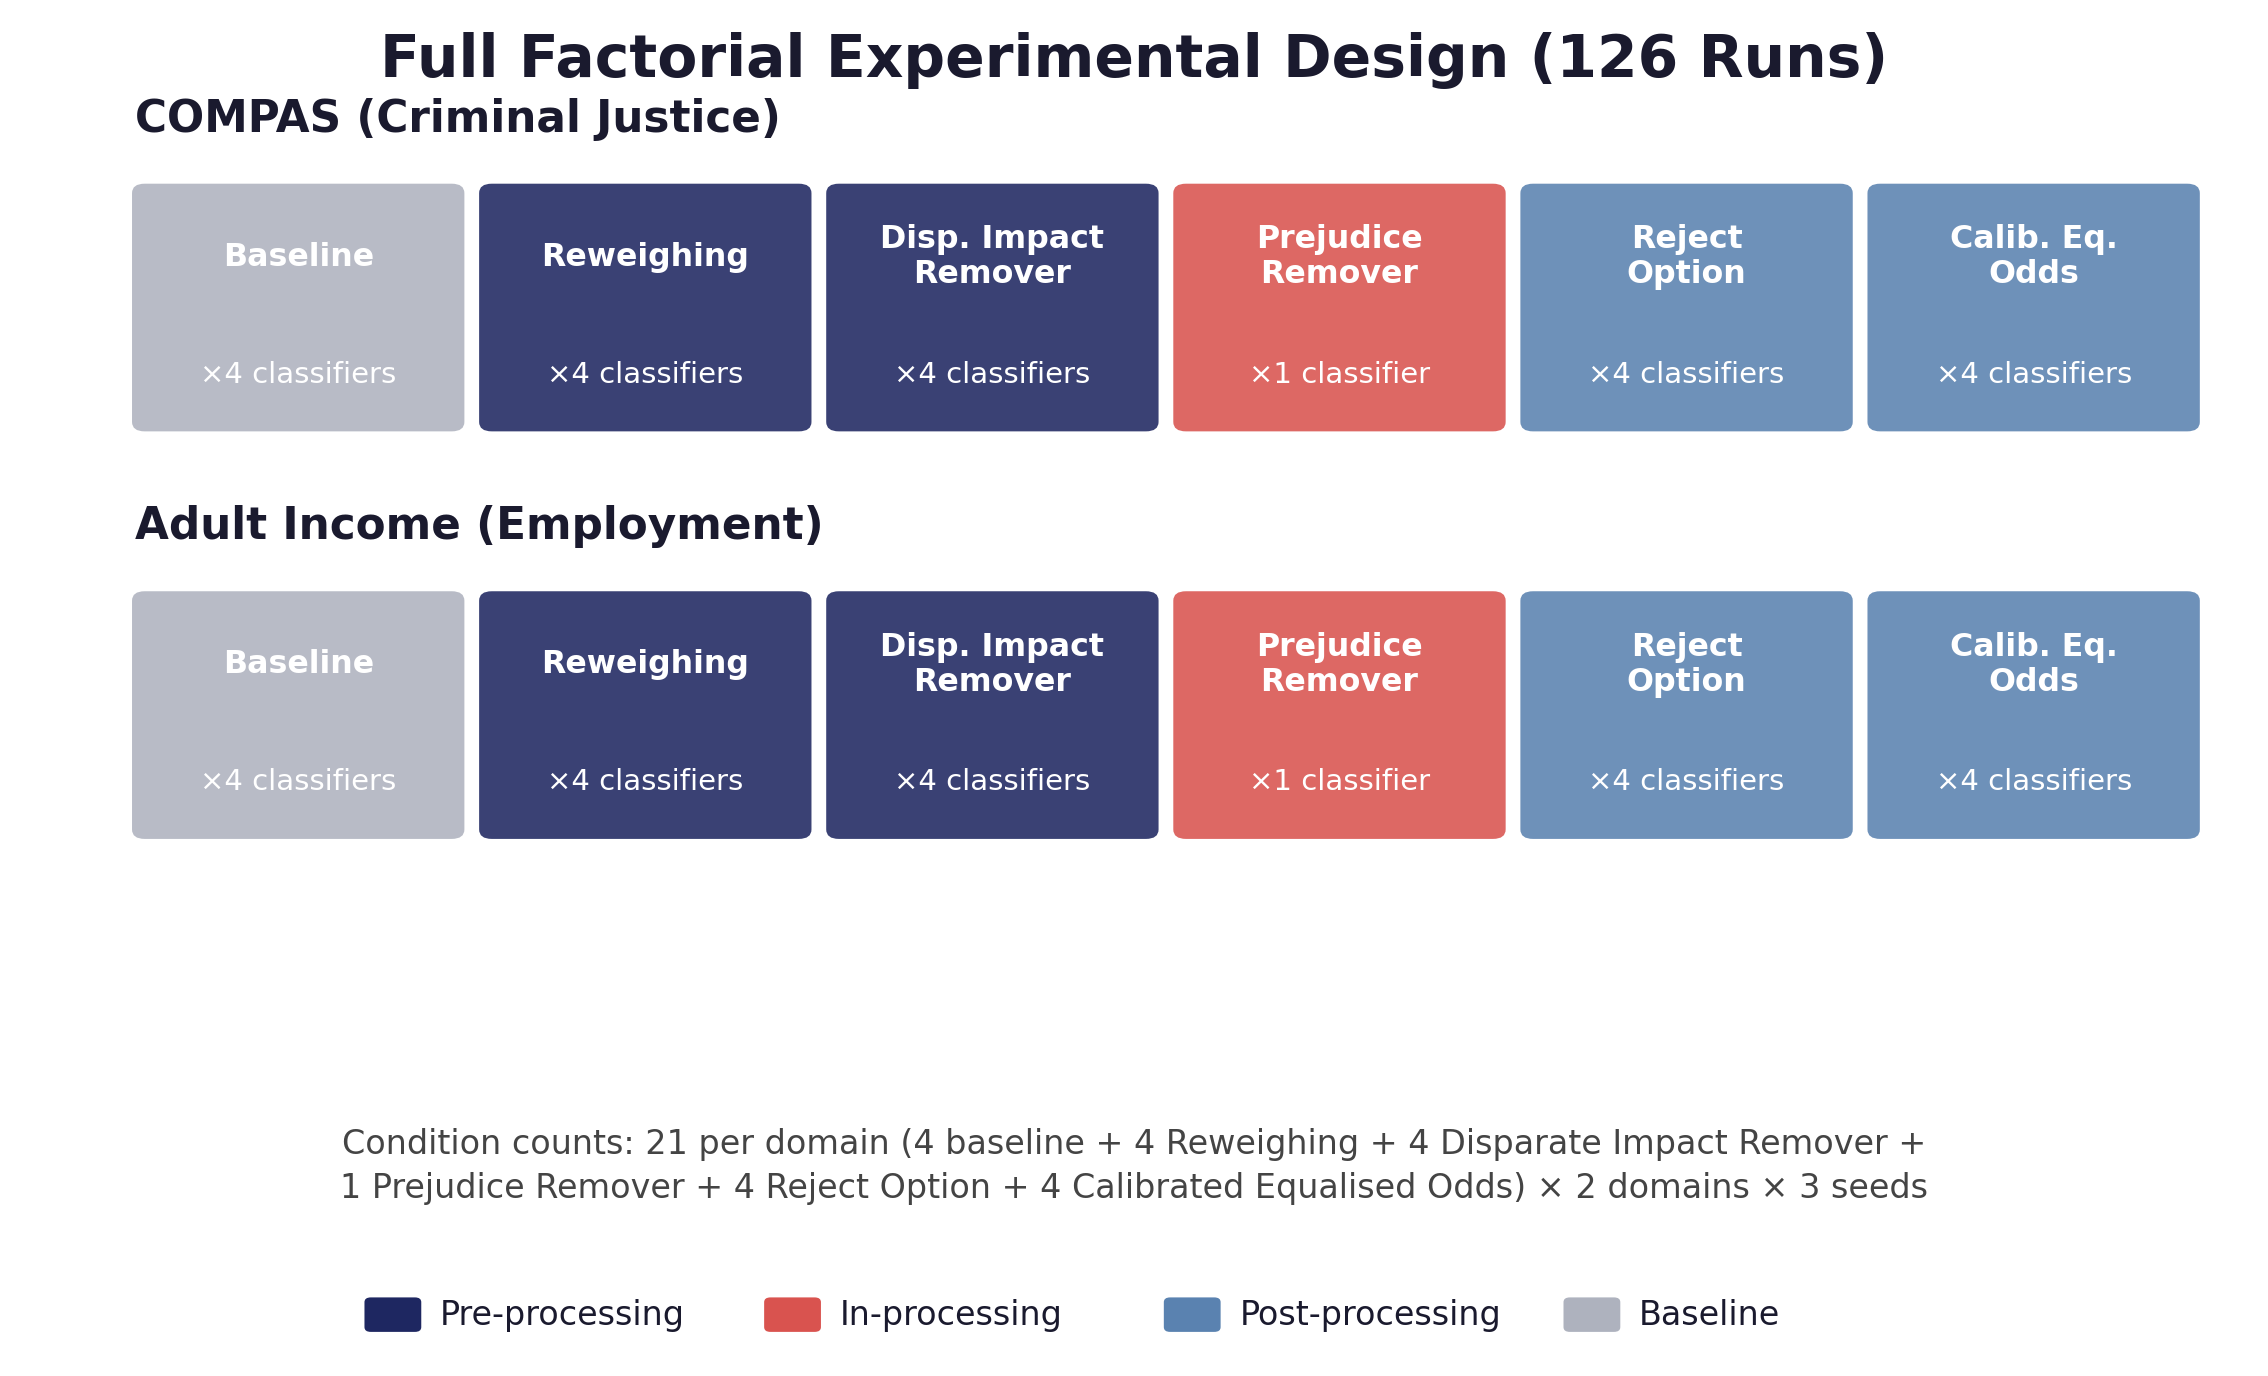 Full Factorial Experimental Design (126 Runs)
COMPAS (Criminal Justice)
Baseline
×4 classifiers
Reweighing
×4 classifiers
Disp. Impact
Remover
×4 classifiers
Prejudice
Remover
×1 classifier
Reject
Option
×4 classifiers
Calib. Eq.
Odds
×4 classifiers
Adult Income (Employment)
Baseline
×4 classifiers
Reweighing
×4 classifiers
Disp. Impact
Remover
×4 classifiers
Prejudice
Remover
×1 classifier
Reject
Option
×4 classifiers
Calib. Eq.
Odds
×4 classifiers
Condition counts: 21 per domain (4 baseline + 4 Reweighing + 4 Disparate Impact Remover +
1 Prejudice Remover + 4 Reject Option + 4 Calibrated Equalised Odds) × 2 domains × 3 seeds
Pre-processing
In-processing
Post-processing
Baseline